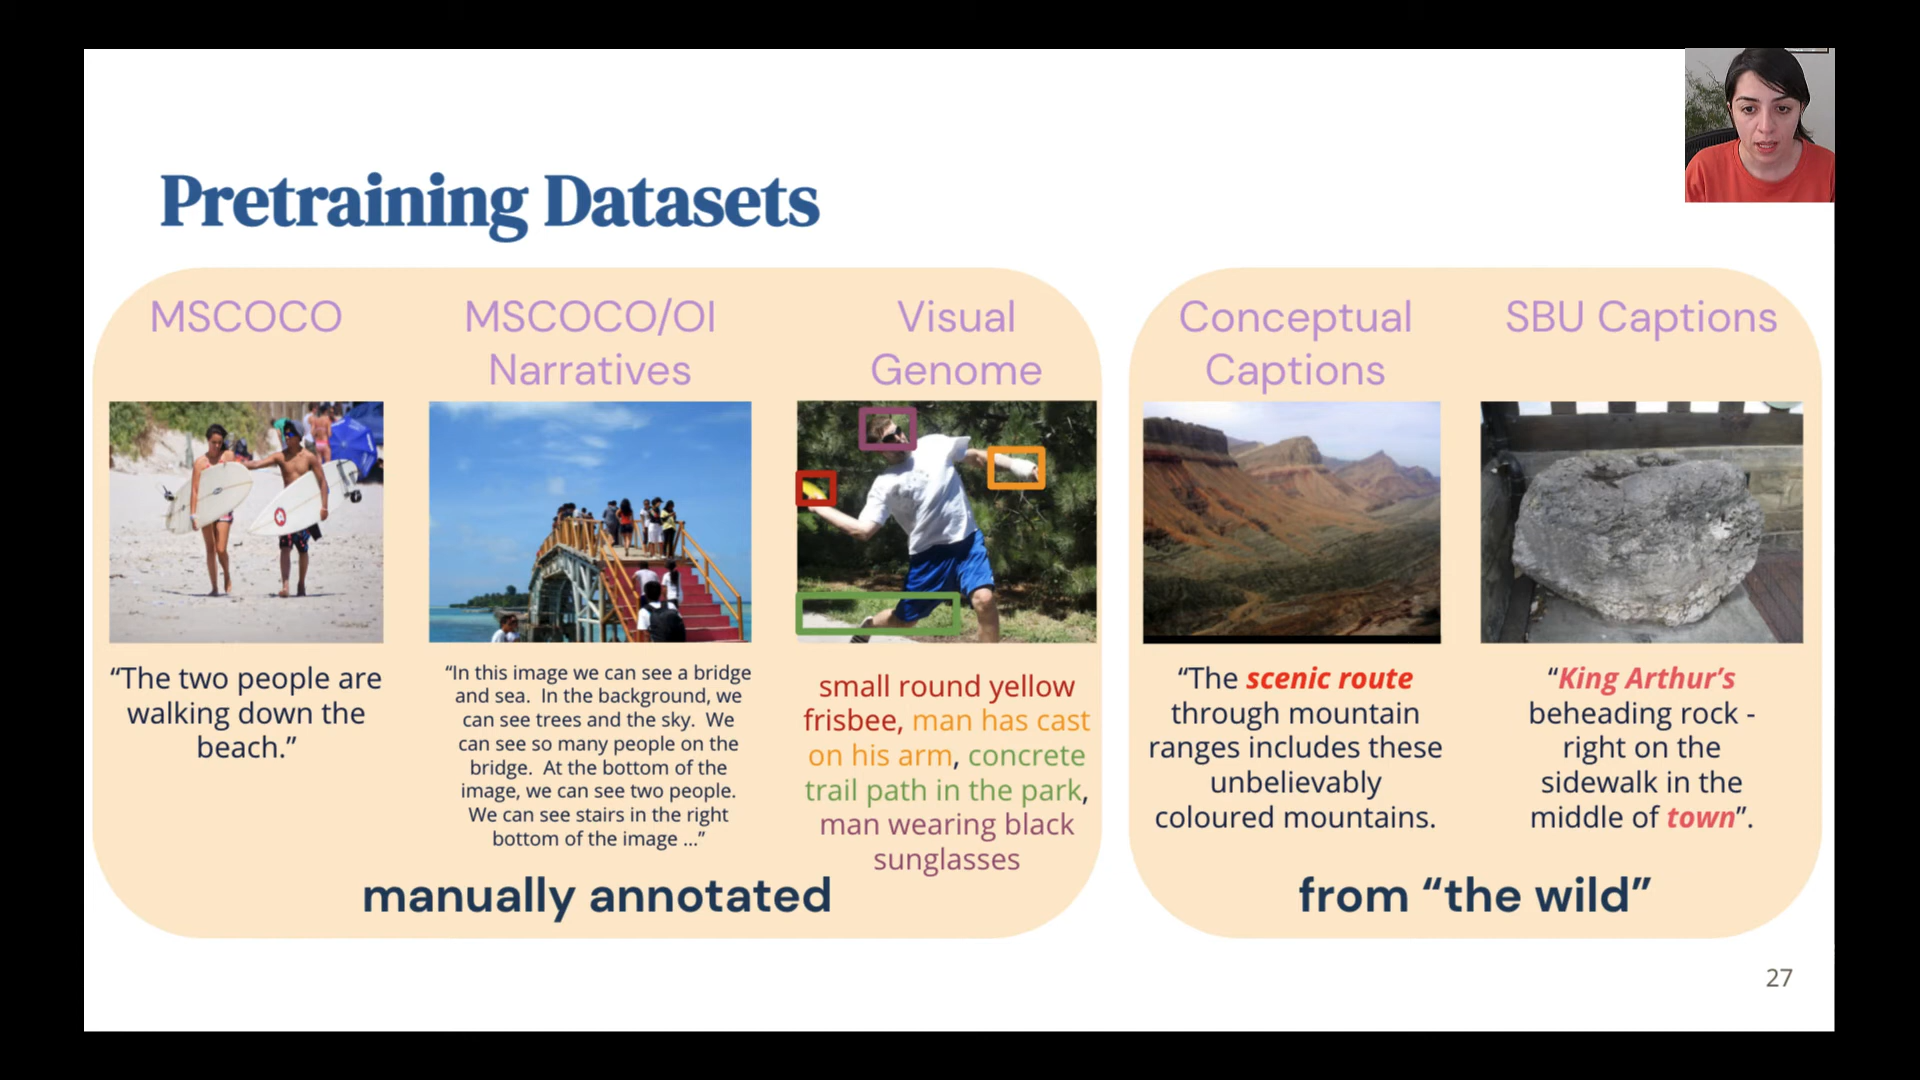 Pretraining Datasets
MSCOCO
"The two people are
walking down the
beach."
MSCOCO/OI
Narratives
"In this image we can see a bridge
and sea. In the background, we
can see trees and the sky. We
can see so many people on the
bridge. At the bottom of the
image, we can see two people.
We can see stairs in the right
bottom of the image ..."
Visual
Genome
small round yellow
frisbee, man has cast
on his arm, concrete
trail path in the park,
man wearing black
sunglasses
manually annotated
Conceptual
Captions
"The scenic route
through mountain
ranges includes these
unbelievably
coloured mountains.
SBU Captions
"King Arthur's
beheading rock -
right on the
sidewalk in the
middle of town".
from "the wild"
27